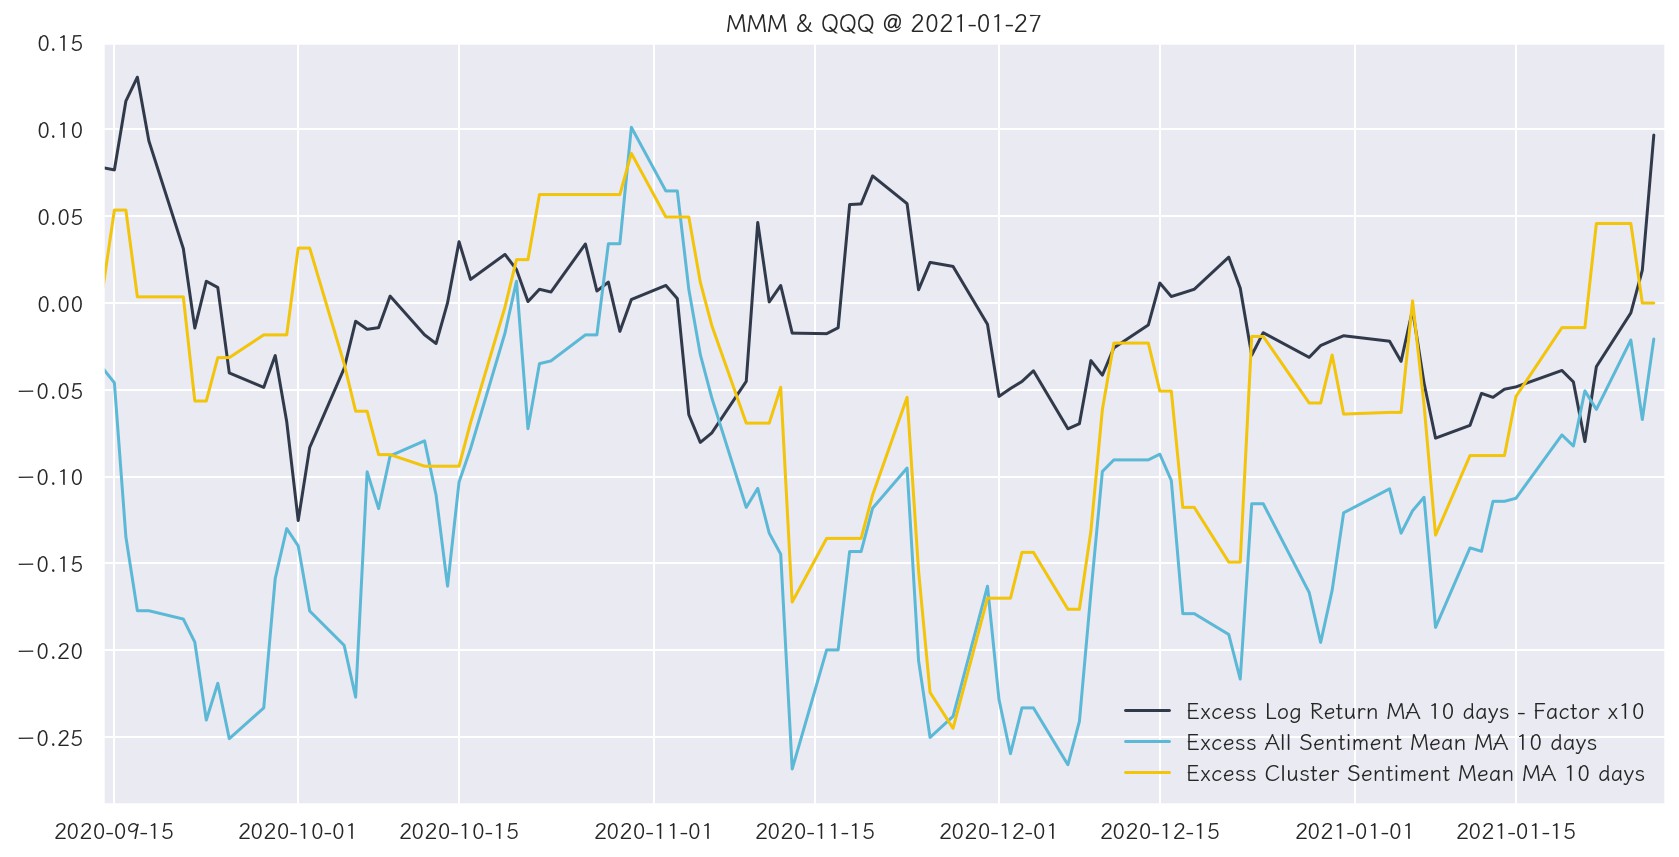 MMM & QQQ @ 2021-01-27
0.15
0.10
0.05
0.00
−0.05
−0.10
−0.15
−0.20
−0.25
Excess Log Return MA 10 days - Factor x10
Excess All Sentiment Mean MA 10 days
Excess Cluster Sentiment Mean MA 10 days
2020-09-15 2020-10-01 2020-10-15 2020-11-01 2020-11-15 2020-12-01 2020-12-15 2021-01-01 2021-01-15